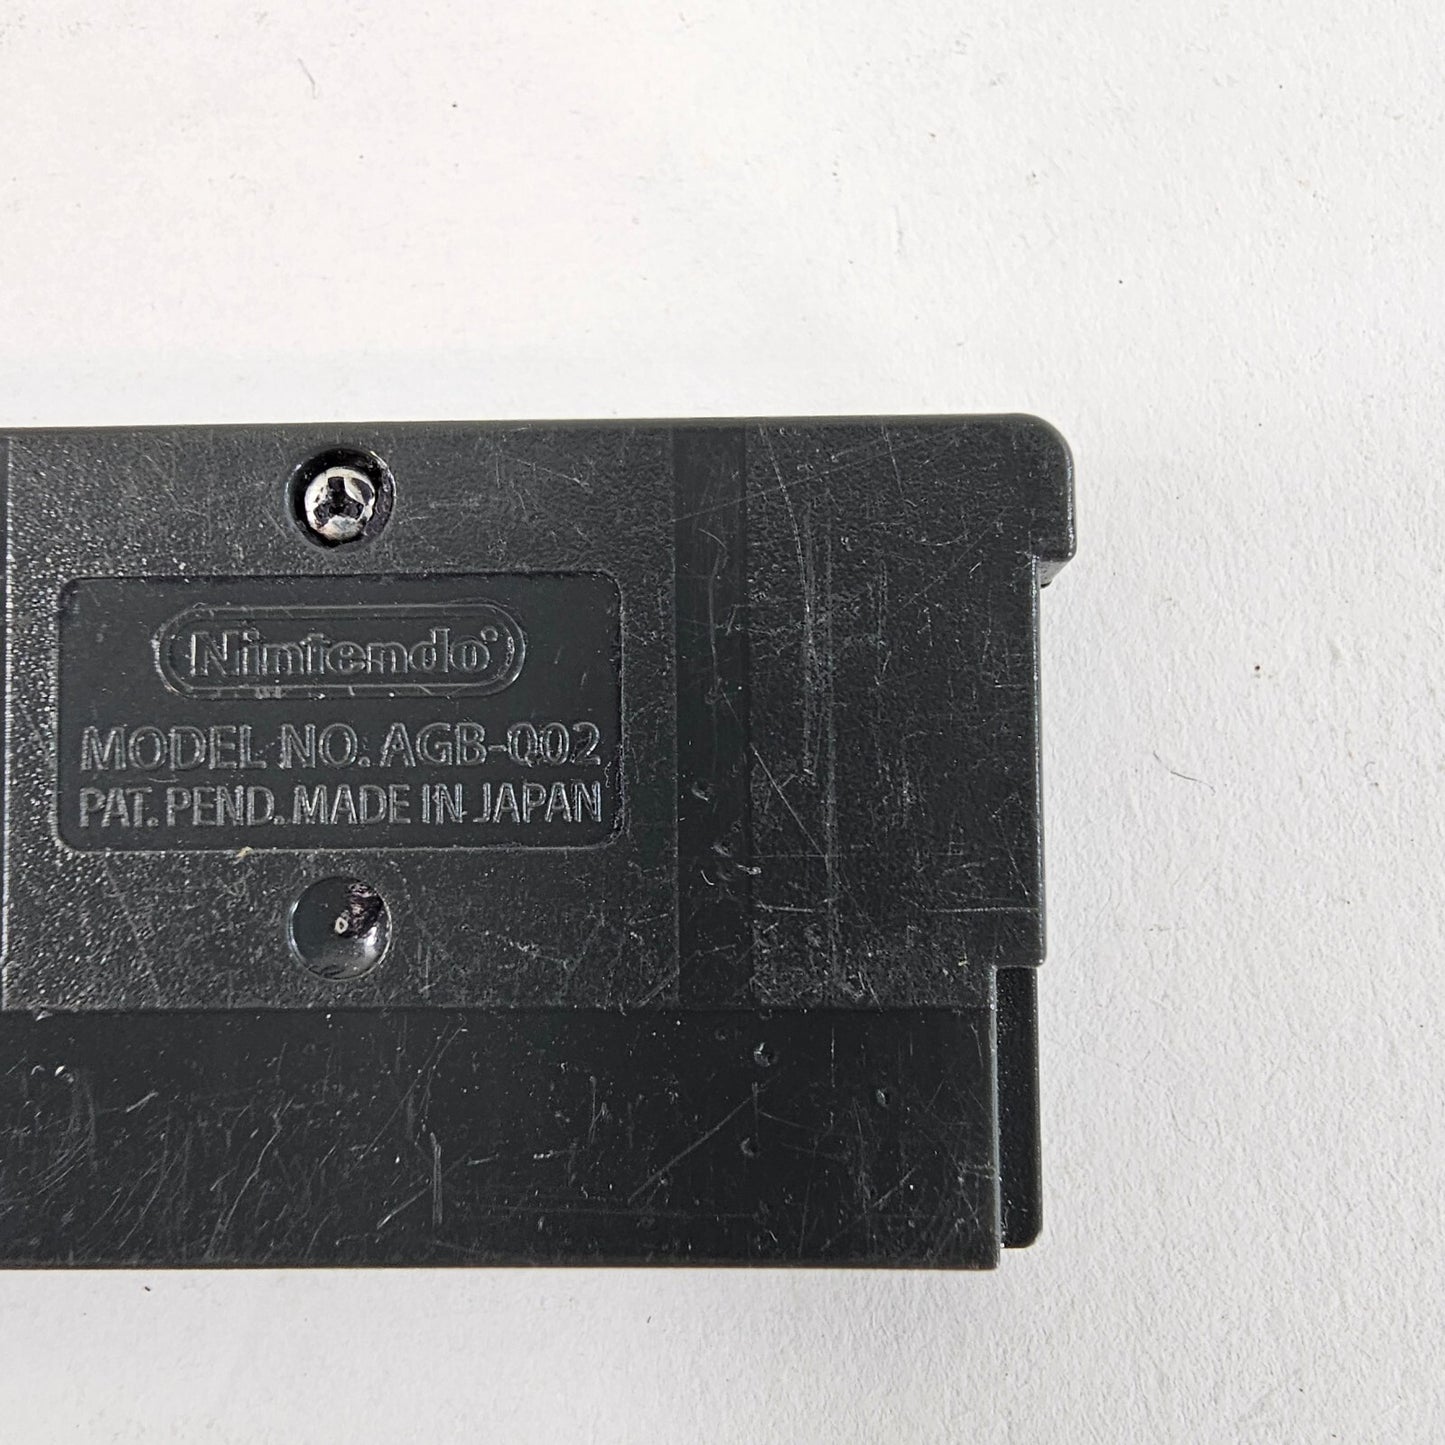 Nintendo
MODEL NO. AGB-002
PAT. PEND. MADE IN JAPAN